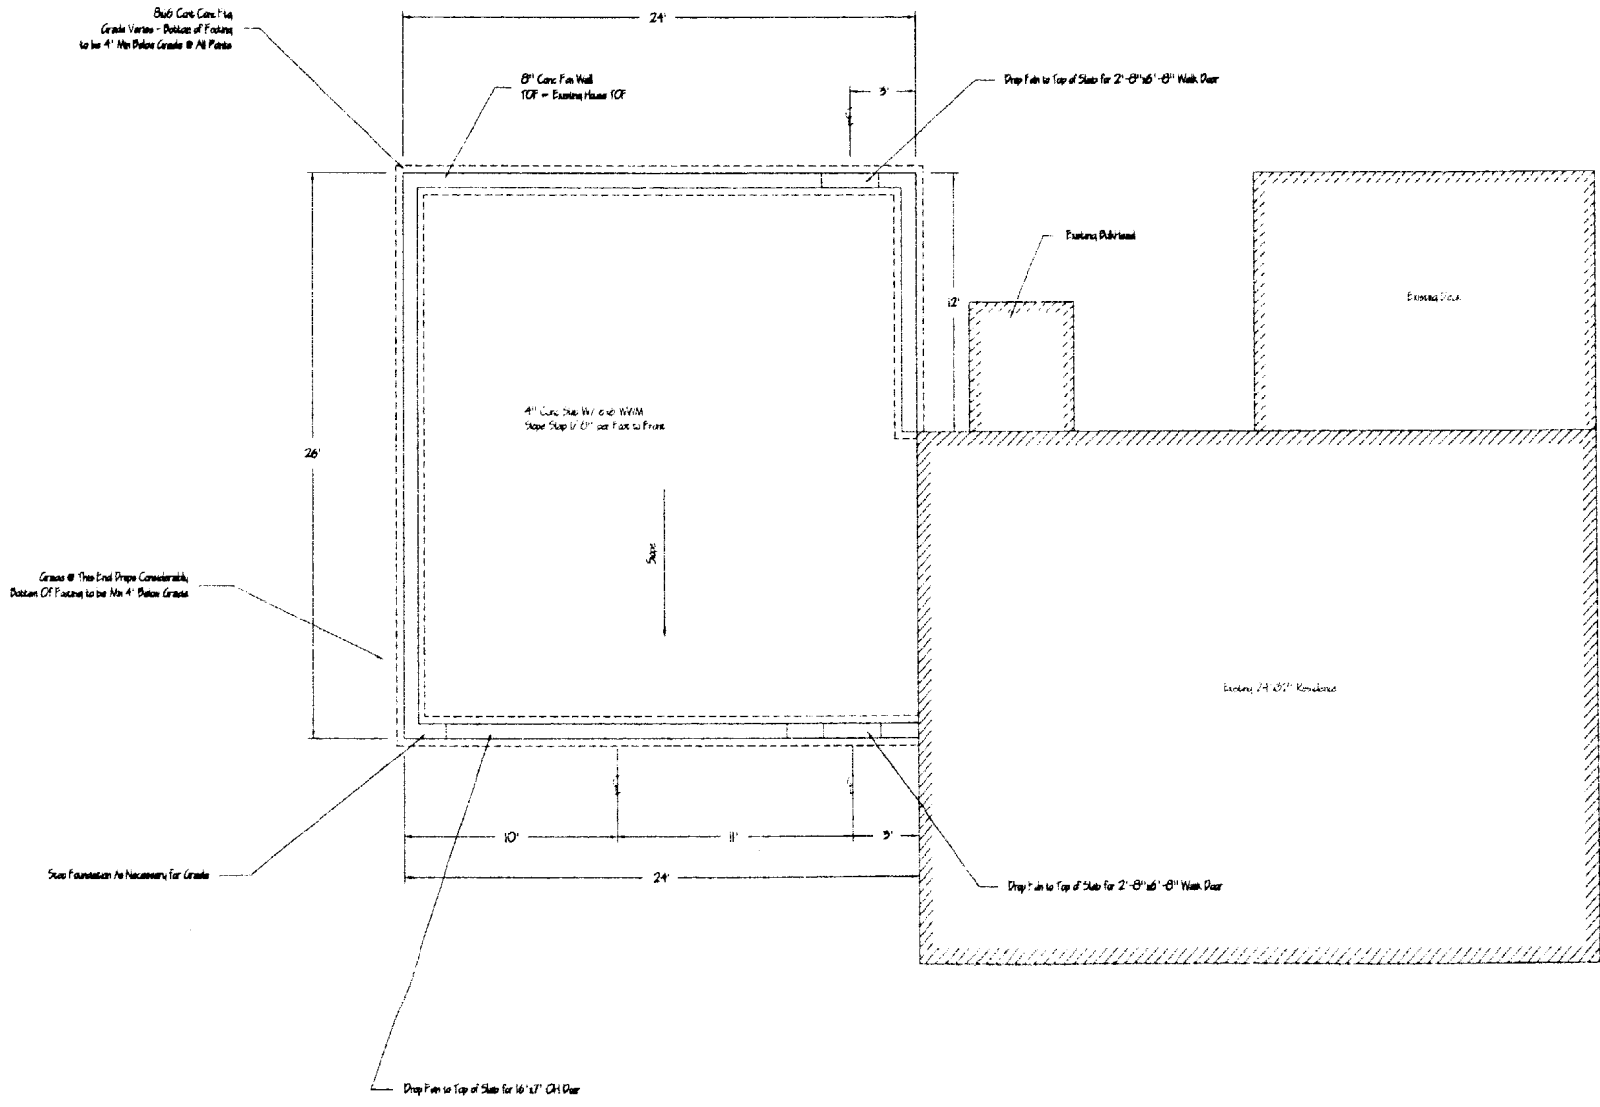 8x16 Cont Conc Ftg
Grade Varies - Bottom of Footing
to be 4' Min Below Grade @ All Points
24'
8" Conc Fdn Wall
TOF = Existing House TOF
3'
Drop Fdn to Top of Slab for 2'-8"x6'-8" Walk Door
Existing Bulkhead
12'
Existing Deck
4" Conc Slab W/ 6x6 WWM
Slope Slab 1/8" per Foot to Front
26'
Slope
Grade @ This End Drops Considerably
Bottom Of Footing to be Min 4' Below Grade
Existing 24'x32' Residence
10'
11'
3'
24'
Step Foundation As Necessary for Grade
Drop Fdn to Top of Slab for 2'-8"x6'-8" Walk Door
Drop Fdn to Top of Slab for 16'x7' OH Door